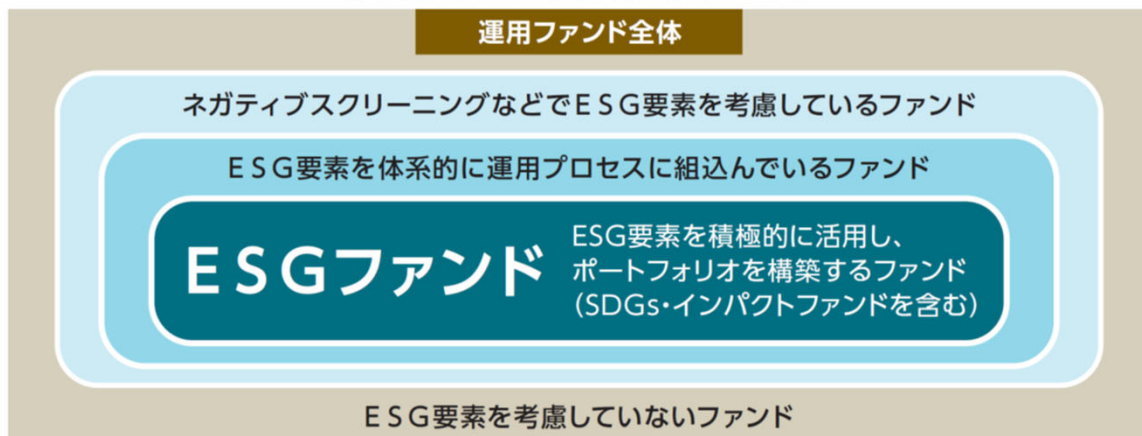 運用ファンド全体
ネガティブスクリーニングなどでESG要素を考慮しているファンド
ESG要素を体系的に運用プロセスに組込んでいるファンド
ESGファンド
ESG要素を積極的に活用し、
ポートフォリオを構築するファンド
（SDGs・インパクトファンドを含む）
ESG要素を考慮していないファンド